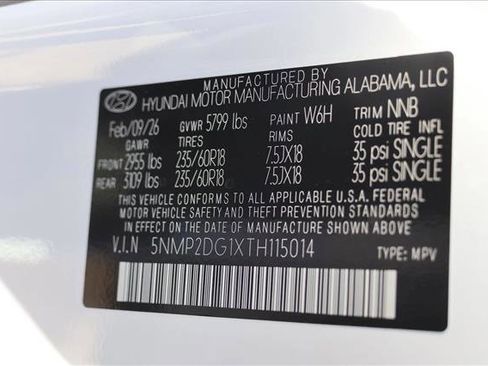 MANUFACTURED BY
HYUNDAI MOTOR MANUFACTURING ALABAMA, LLC
Feb/09/26 GVWR 5799 lbs PAINT W6H TRIM NNB
GAWR TIRES RIMS COLD TIRE INFL
FRONT 2955 lbs 235/60R18 7.5JX18 35 psi SINGLE
REAR 3109 lbs 235/60R18 7.5JX18 35 psi SINGLE
THIS VEHICLE CONFORMS TO ALL APPLICABLE U.S.A. FEDERAL
MOTOR VEHICLE SAFETY AND THEFT PREVENTION STANDARDS
IN EFFECT ON THE DATE OF MANUFACTURE SHOWN ABOVE.
V.I.N 5NMP2DG1XTH115014 TYPE: MPV